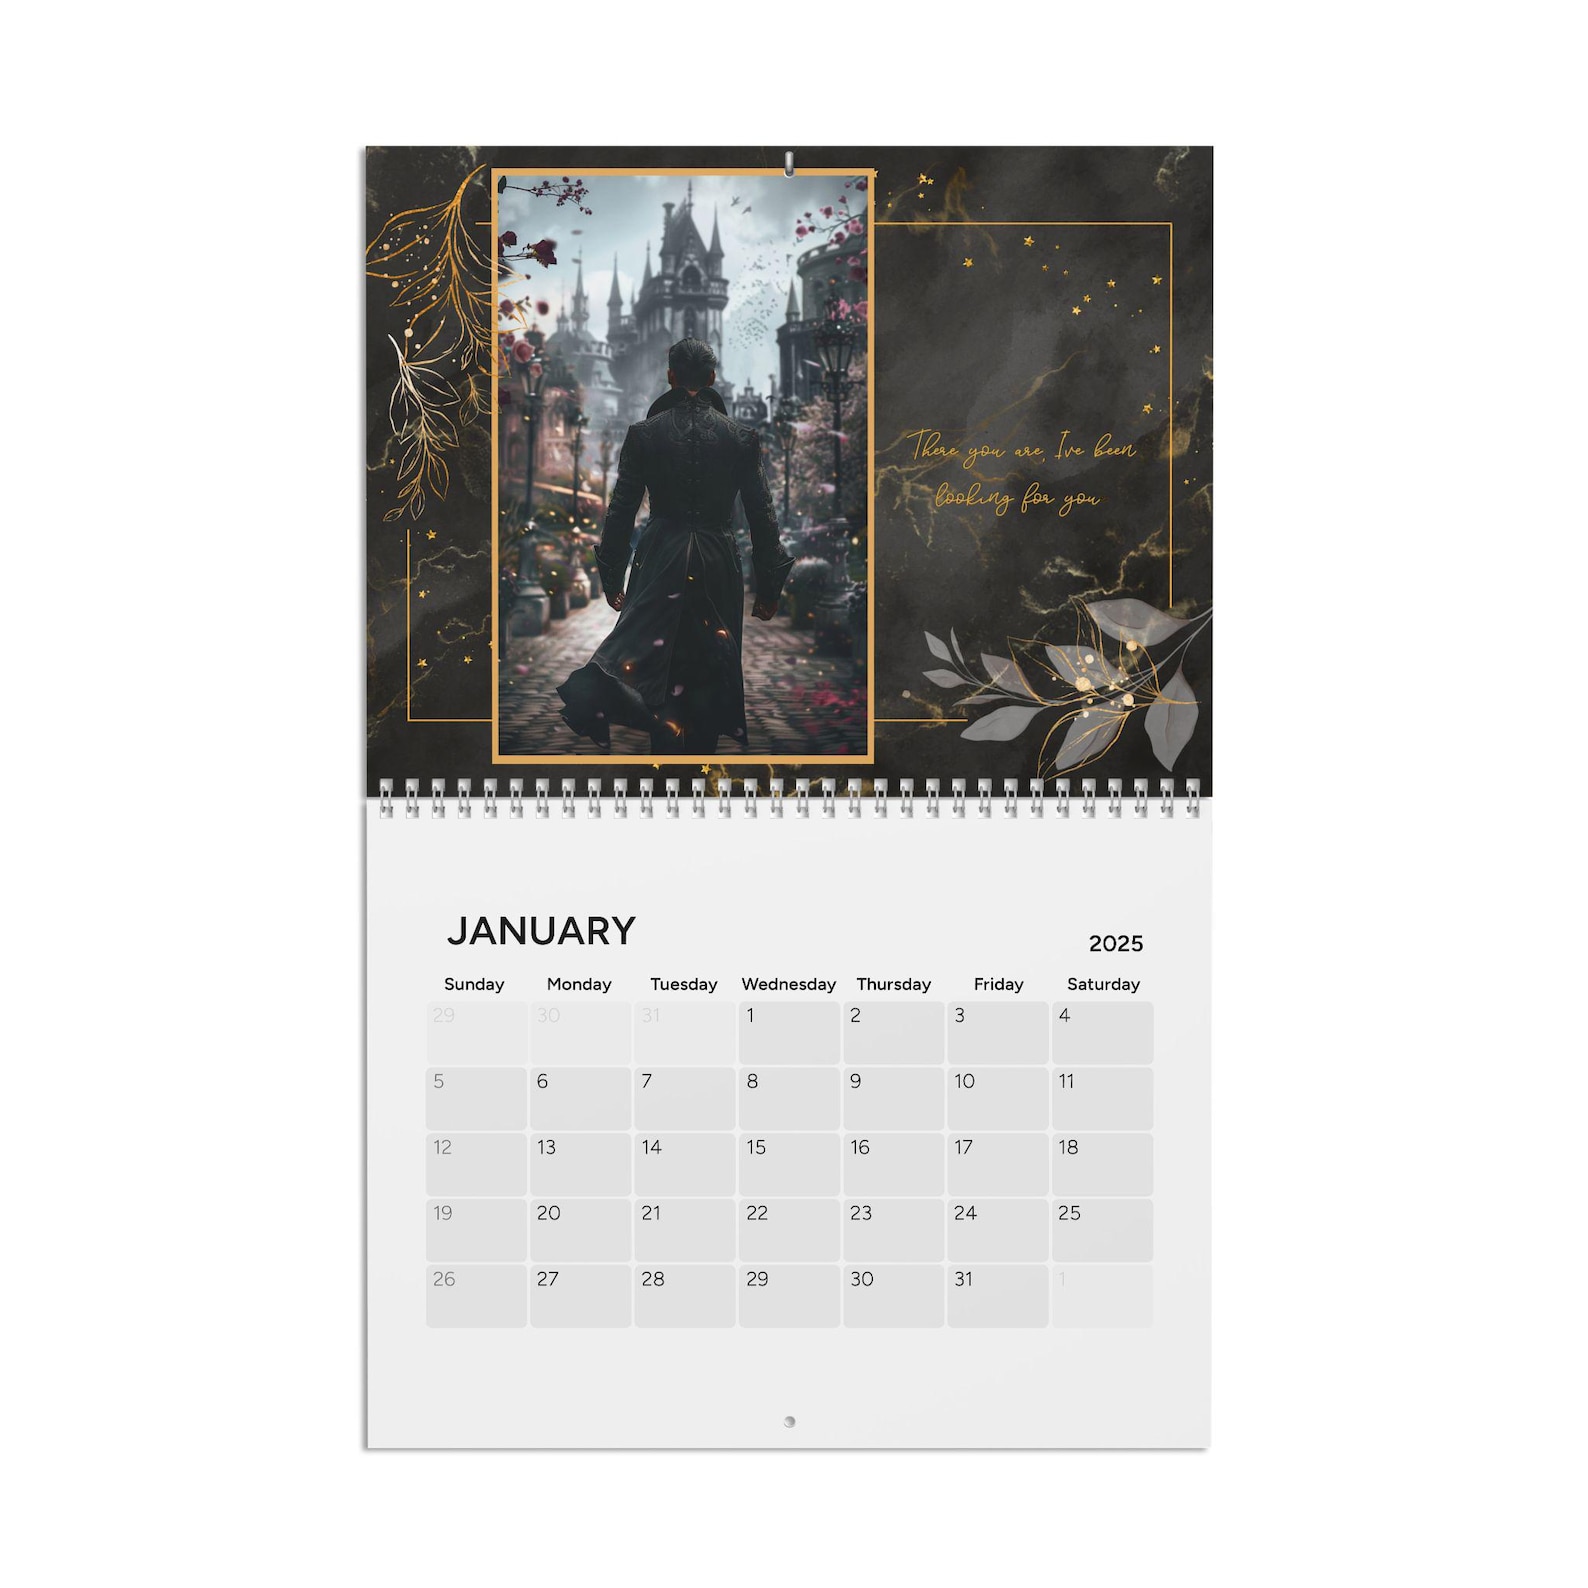 There you are, I've been
looking for you
JANUARY
2025
Sunday Monday Tuesday Wednesday Thursday Friday Saturday
29 30 31 1 2 3 4
5 6 7 8 9 10 11
12 13 14 15 16 17 18
19 20 21 22 23 24 25
26 27 28 29 30 31 1